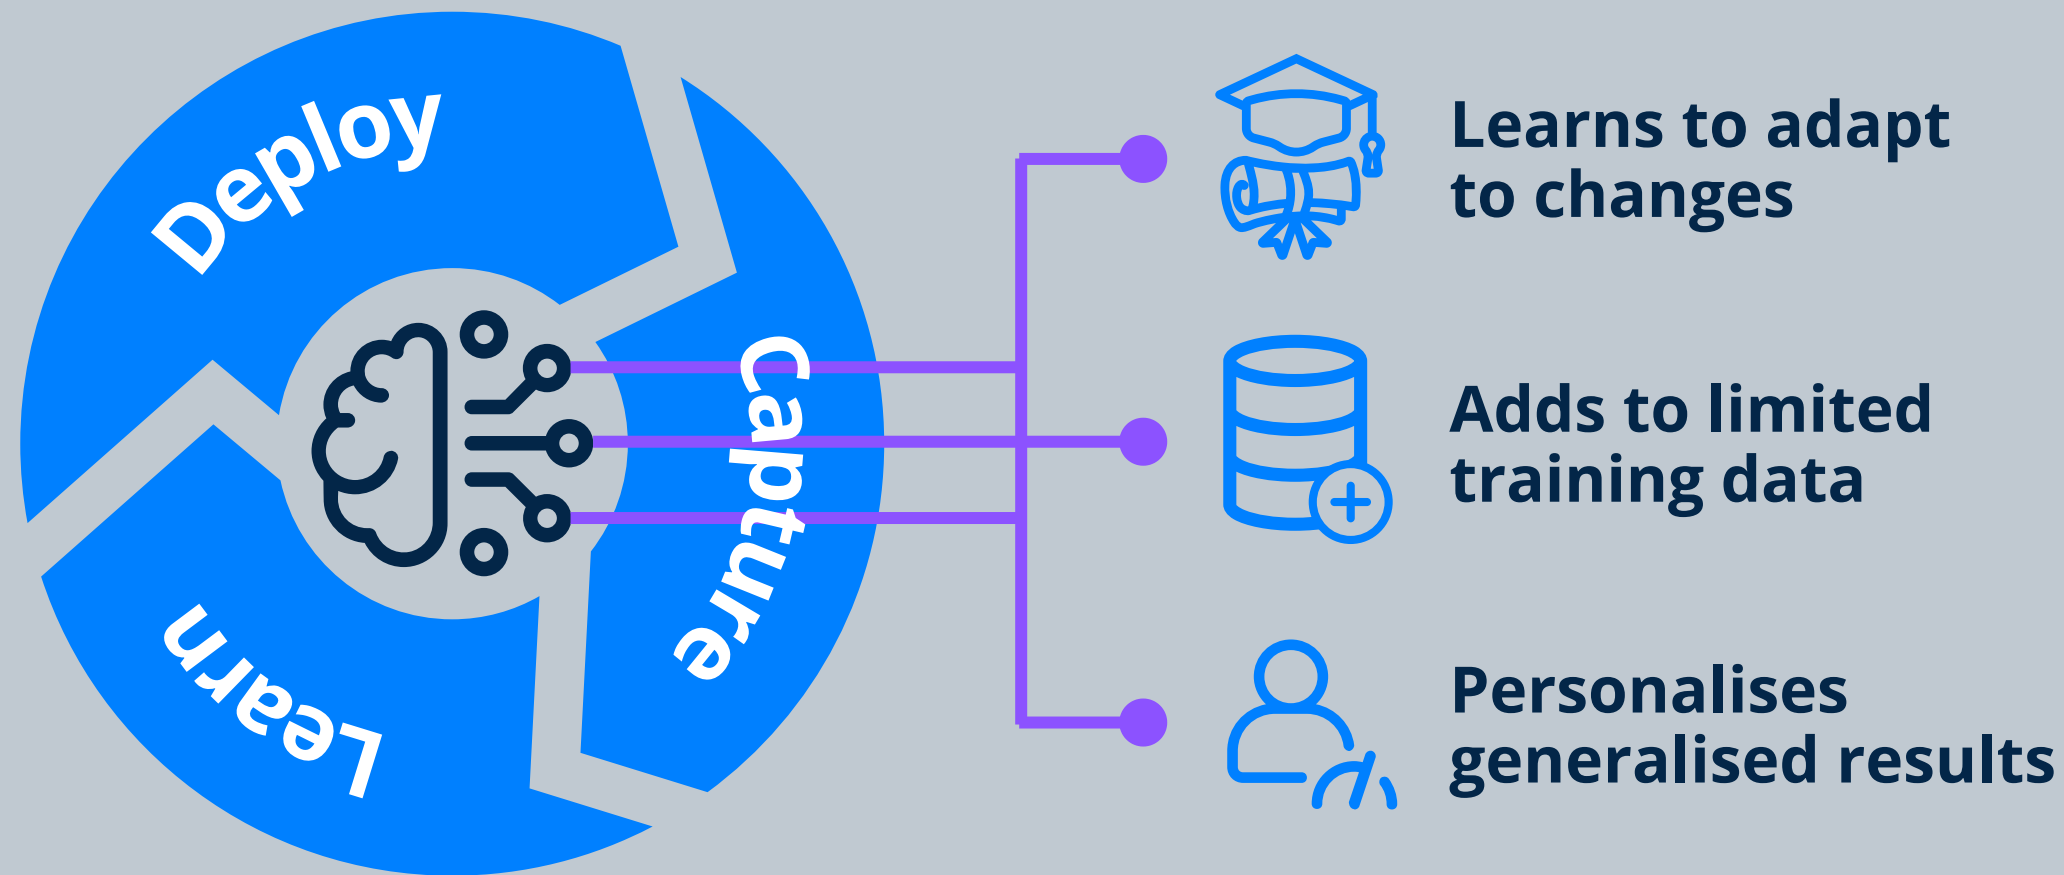 Deploy
Capture
Learn
Learns to adapt
to changes
Adds to limited
training data
Personalises
generalised results